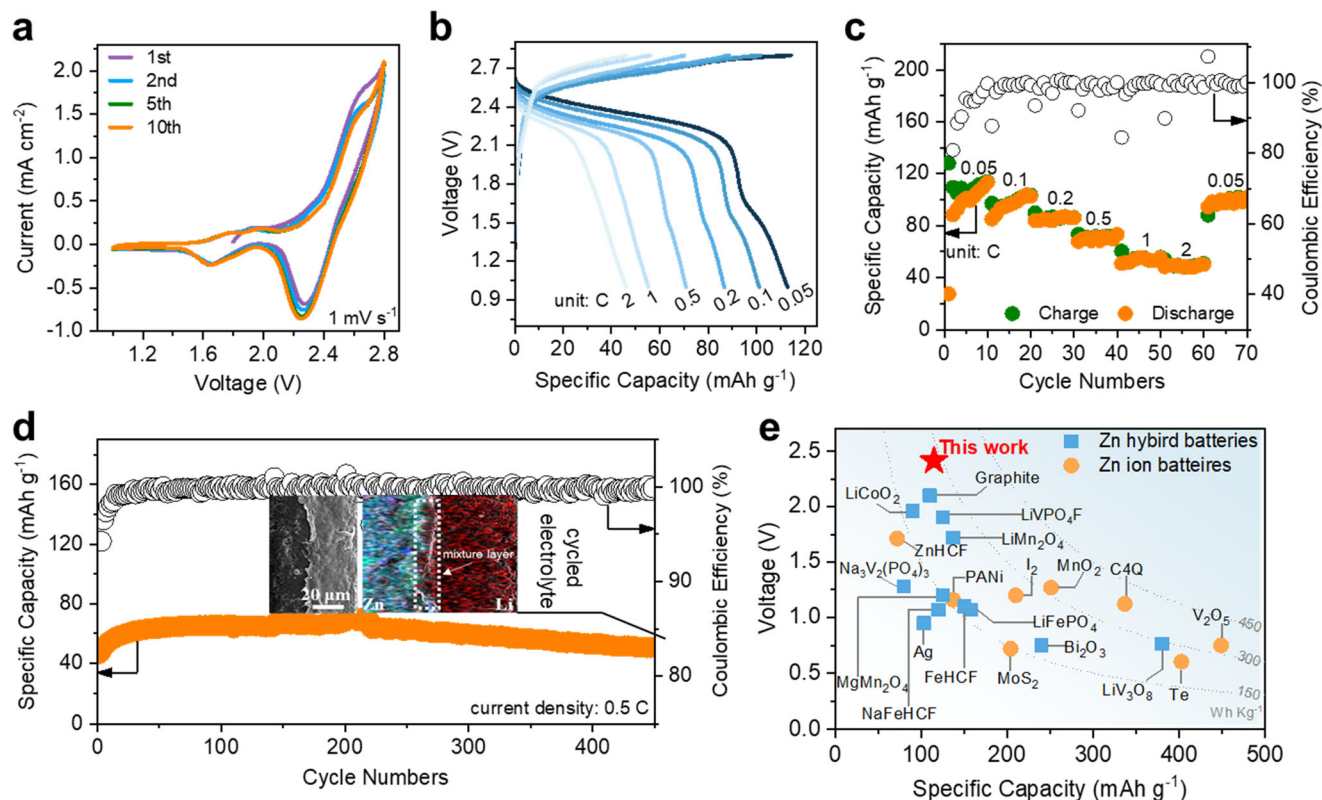 a
1st
2nd
5th
10th
2.0
1.5
1.0
0.5
0.0
-0.5
-1.0
Current (mA cm-2)
1 mV s-1
1.2 1.6 2.0 2.4 2.8
Voltage (V)
b
2.7
2.4
2.1
1.8
1.5
1.2
0.9
Voltage (V)
unit: C 2 1 0.5 0.2 0.1 0.05
0 20 40 60 80 100 120
Specific Capacity (mAh g-1)
c
200
160
120
80
40
0
Specific Capacity (mAh g-1)
0.05
0.1
0.2
0.5
1
2
0.05
unit: C
Charge Discharge
100
80
60
40
Coulombic Efficiency (%)
0 10 20 30 40 50 60 70
Cycle Numbers
d
160
120
80
40
0
Specific Capacity (mAh g-1)
20 μm
Zn
mixture layer
Li
cycled
electrolyte
current density: 0.5 C
100
90
80
Coulombic Efficiency (%)
0 100 200 300 400
Cycle Numbers
e
2.5
2.0
1.5
1.0
0.5
0.0
Voltage (V)
This work
Zn hybird batteries
Zn ion batteires
Graphite
LiCoO2
LiVPO4F
LiMn2O4
ZnHCF
Na3V2(PO4)3
PANi
I2
MnO2
C4Q
V2O5
LiFePO4
Ag
Bi2O3
MgMn2O4
FeHCF
MoS2
LiV3O8
Te
NaFeHCF
450
300
150
Wh Kg-1
0 100 200 300 400 500
Specific Capacity (mAh g-1)